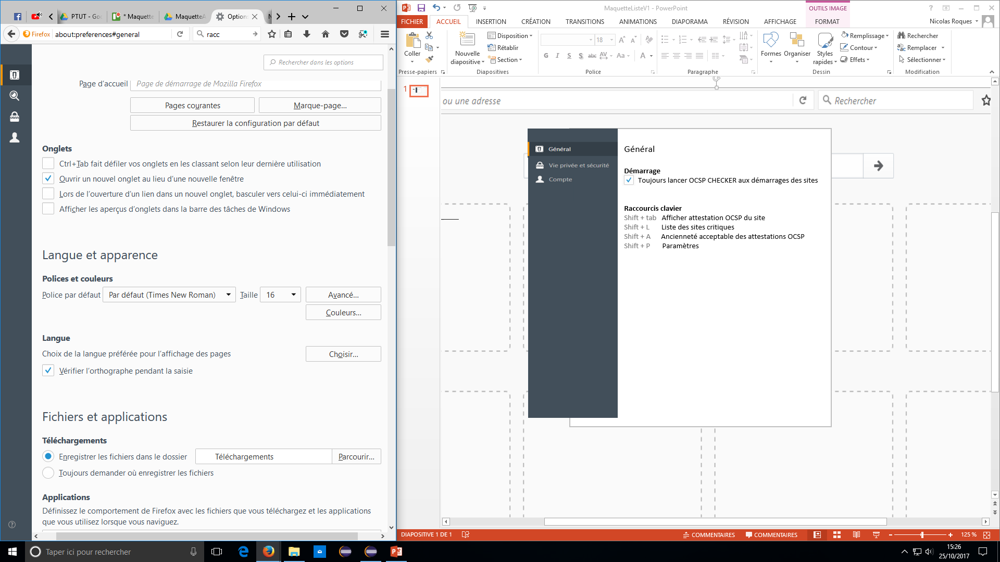 PTUT - Goo
* Maquette
MaquetteA
Option
Firefox
about:preferences#general
racc
Rechercher dans les options
Page d'accueil
Page de démarrage de Mozilla Firefox
Pages courantes
Marque-page...
Restaurer la configuration par défaut
Onglets
Ctrl+Tab fait défiler vos onglets en les classant selon leur dernière utilisation
Ouvrir un nouvel onglet au lieu d'une nouvelle fenêtre
Lors de l'ouverture d'un lien dans un nouvel onglet, basculer vers celui-ci immédiatement
Afficher les aperçus d'onglets dans la barre des tâches de Windows
Langue et apparence
Polices et couleurs
Police par défaut
Par défaut (Times New Roman)
Taille
16
Avancé...
Couleurs...
Langue
Choix de la langue préférée pour l'affichage des pages
Choisir...
Vérifier l'orthographe pendant la saisie
Fichiers et applications
Téléchargements
Enregistrer les fichiers dans le dossier
Téléchargements
Parcourir...
Toujours demander où enregistrer les fichiers
Applications
Définissez le comportement de Firefox avec les fichiers que vous téléchargez et les applications
que vous utilisez lorsque vous naviguez.
MaquetteListeV1 - PowerPoint
OUTILS IMAGE
FICHIER
ACCUEIL
INSERTION
CRÉATION
TRANSITIONS
ANIMATIONS
DIAPORAMA
RÉVISION
AFFICHAGE
FORMAT
Nicolas Roques
Coller
Presse-papiers
Nouvelle
diapositive
Disposition
Rétablir
Section
Diapositives
18
G I S abc AV Aa A
Police
Paragraphe
Formes
Organiser
Styles
rapides
Remplissage
Contour
Effets
Dessin
Rechercher
Remplacer
Sélectionner
Modification
1
ou une adresse
Rechercher
Général
Vie privée et sécurité
Compte
Général
Démarrage
Toujours lancer OCSP CHECKER aux démarrages des sites
Raccourcis clavier
Shift + tab Afficher attestation OCSP du site
Shift + L Liste des sites critiques
Shift + A Ancienneté acceptable des attestations OCSP
Shift + P Paramètres
DIAPOSITIVE 1 DE 1
COMMENTAIRES
COMMENTAIRES
125 %
Taper ici pour rechercher
15:26
25/10/2017